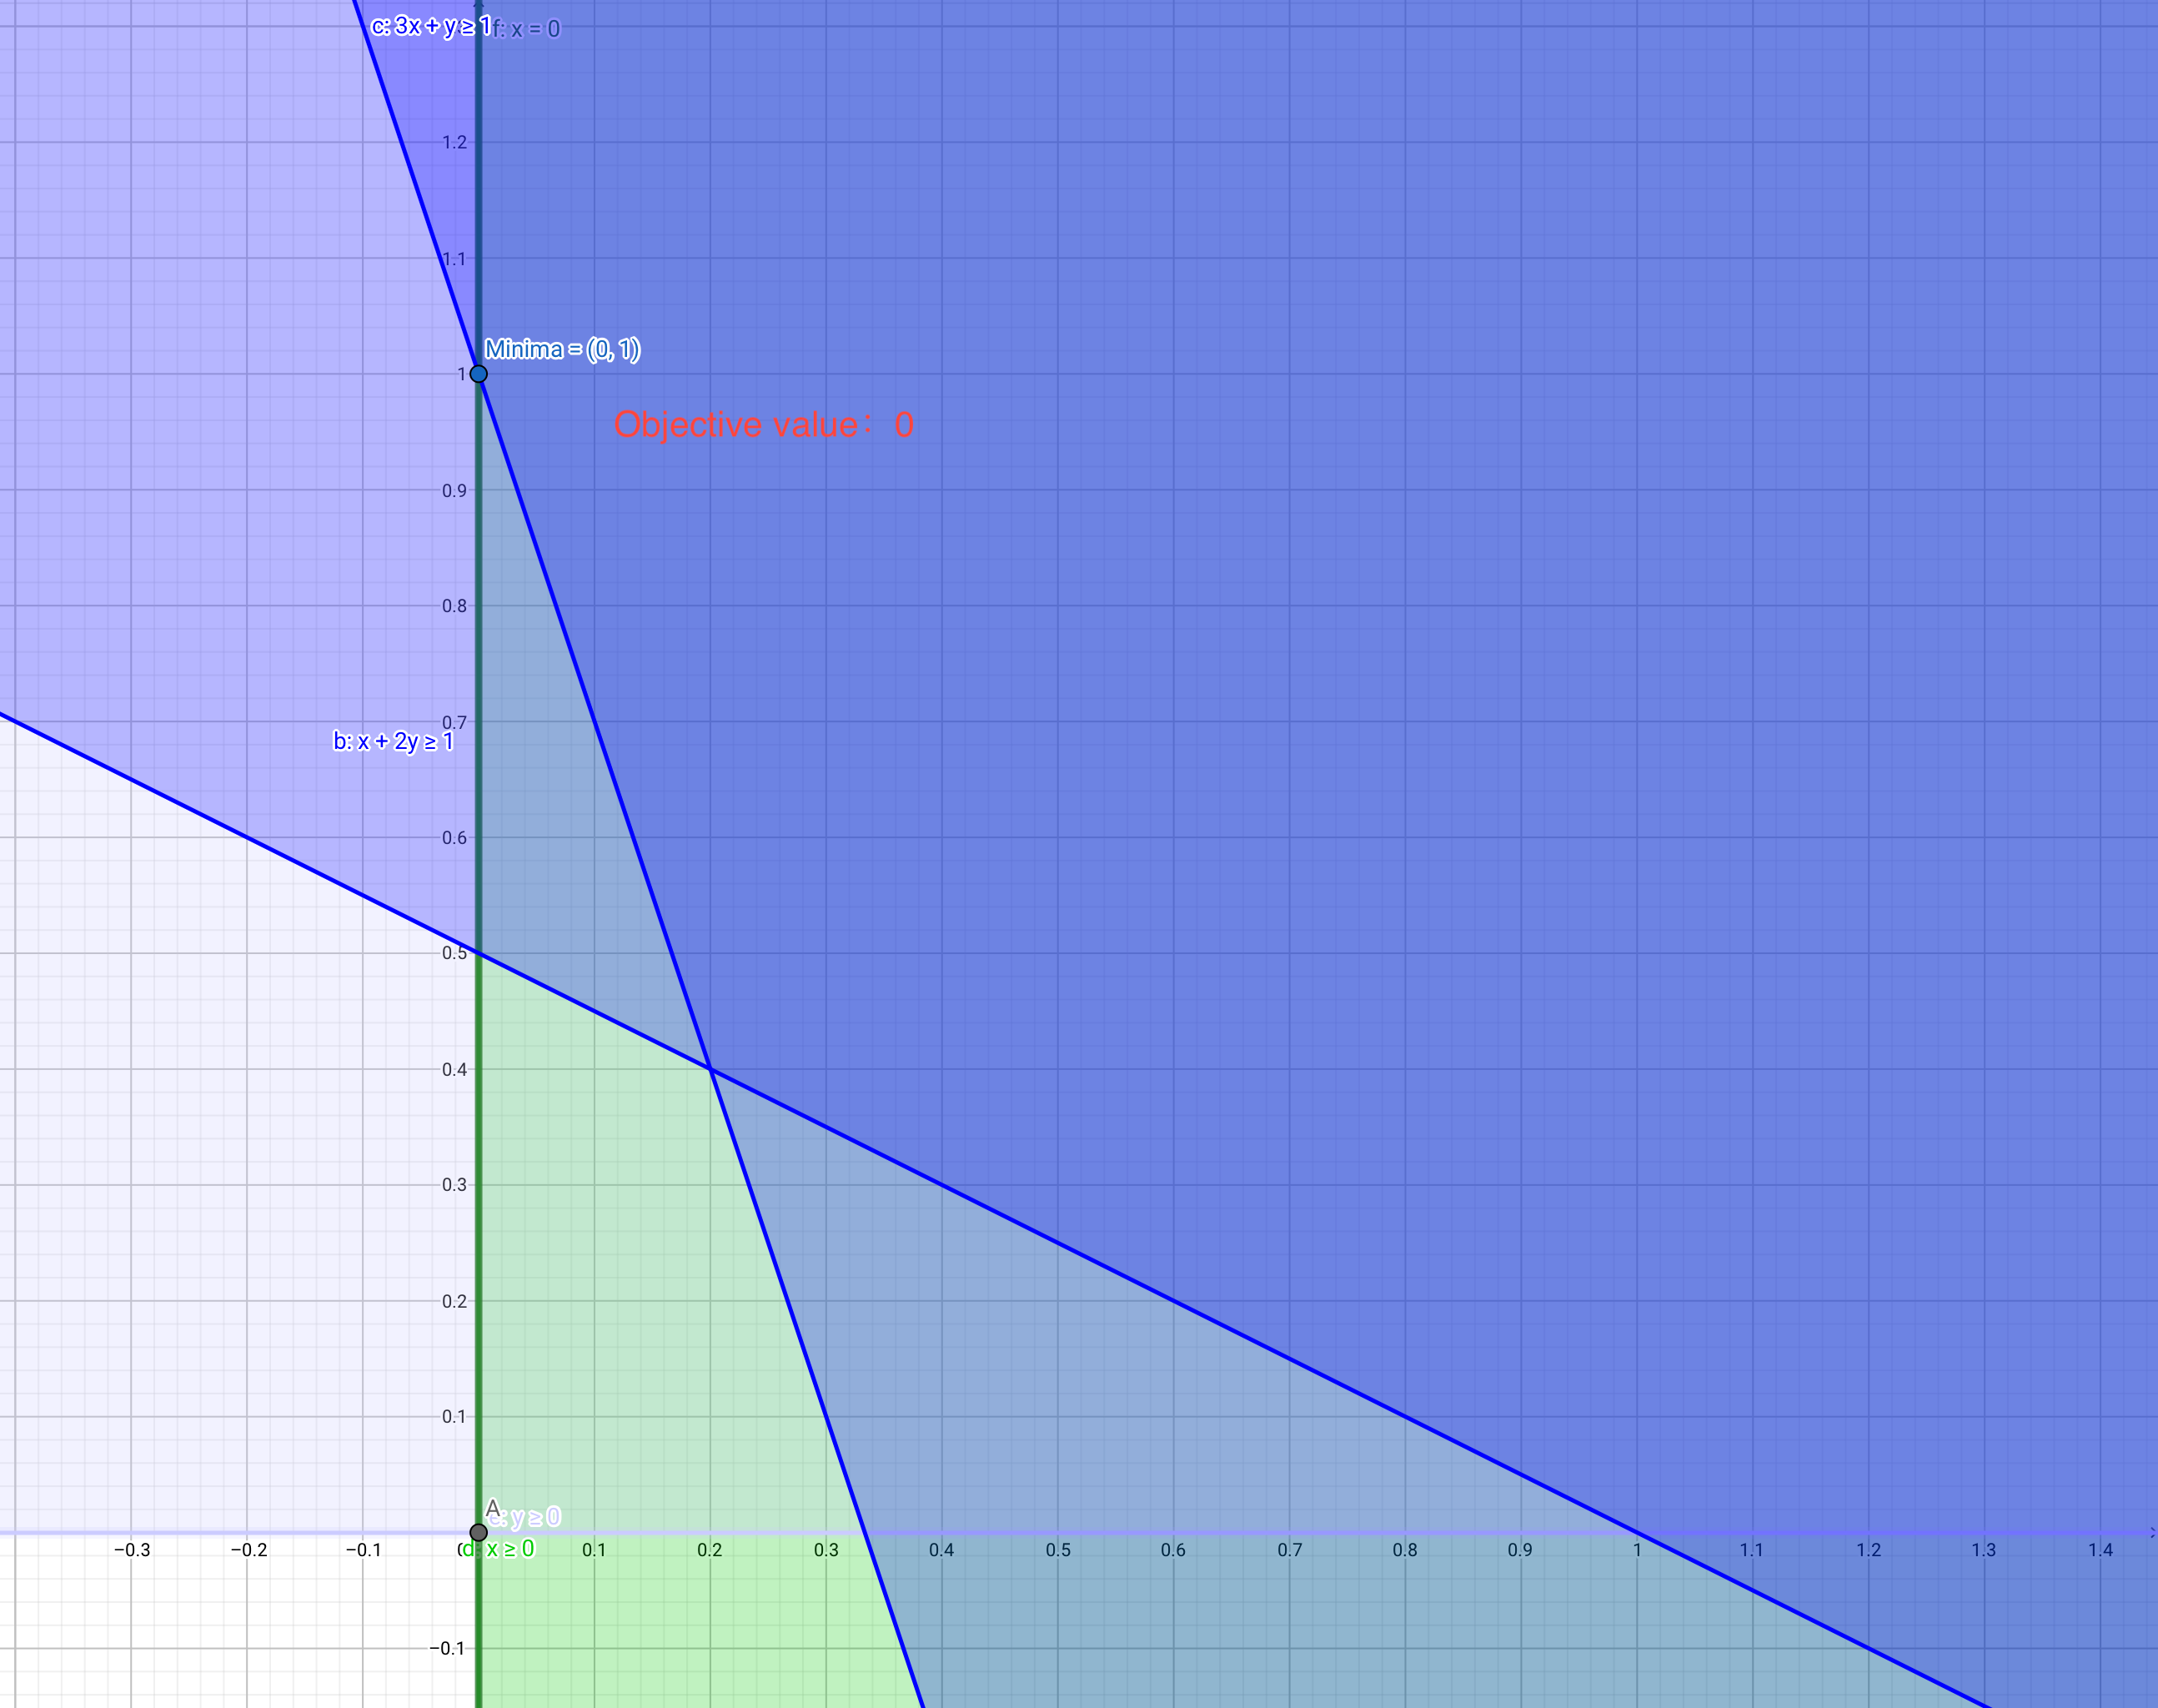 c: 3x + y ≥ 1
f: x = 0
1.2
1.1
Minima = (0, 1)
1
Objective value: 0
0.9
0.8
0.7
b: x + 2y ≥ 1
0.6
0.5
0.4
0.3
0.2
0.1
A
e: y ≥ 0
−0.3 −0.2 −0.1 0 0.1 0.2 0.3 0.4 0.5 0.6 0.7 0.8 0.9 1 1.1 1.2 1.3 1.4
d: x ≥ 0
−0.1